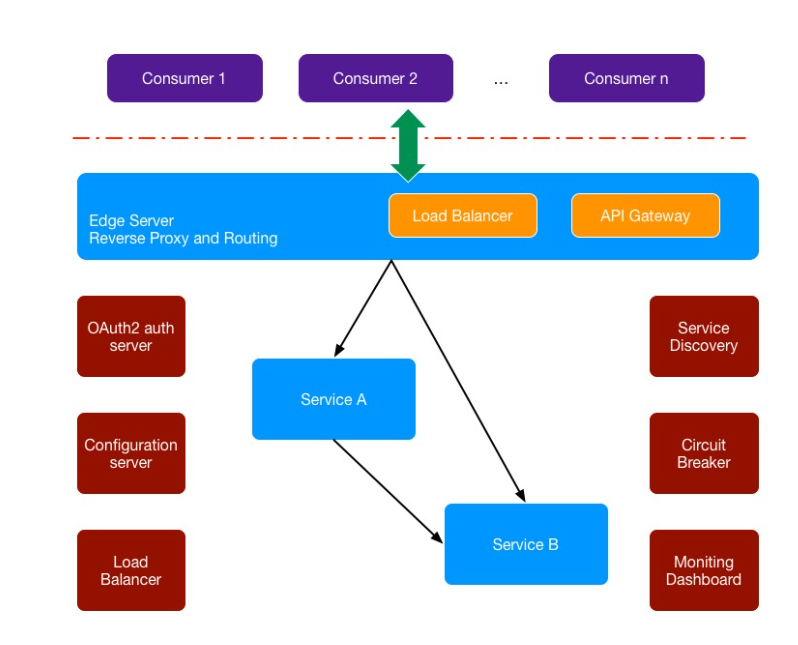 Consumer 1
Consumer 2
...
Consumer n
Edge Server
Reverse Proxy and Routing
Load Balancer
API Gateway
OAuth2 auth
server
Service
Discovery
Service A
Configuration
server
Circuit
Breaker
Service B
Load
Balancer
Moniting
Dashboard